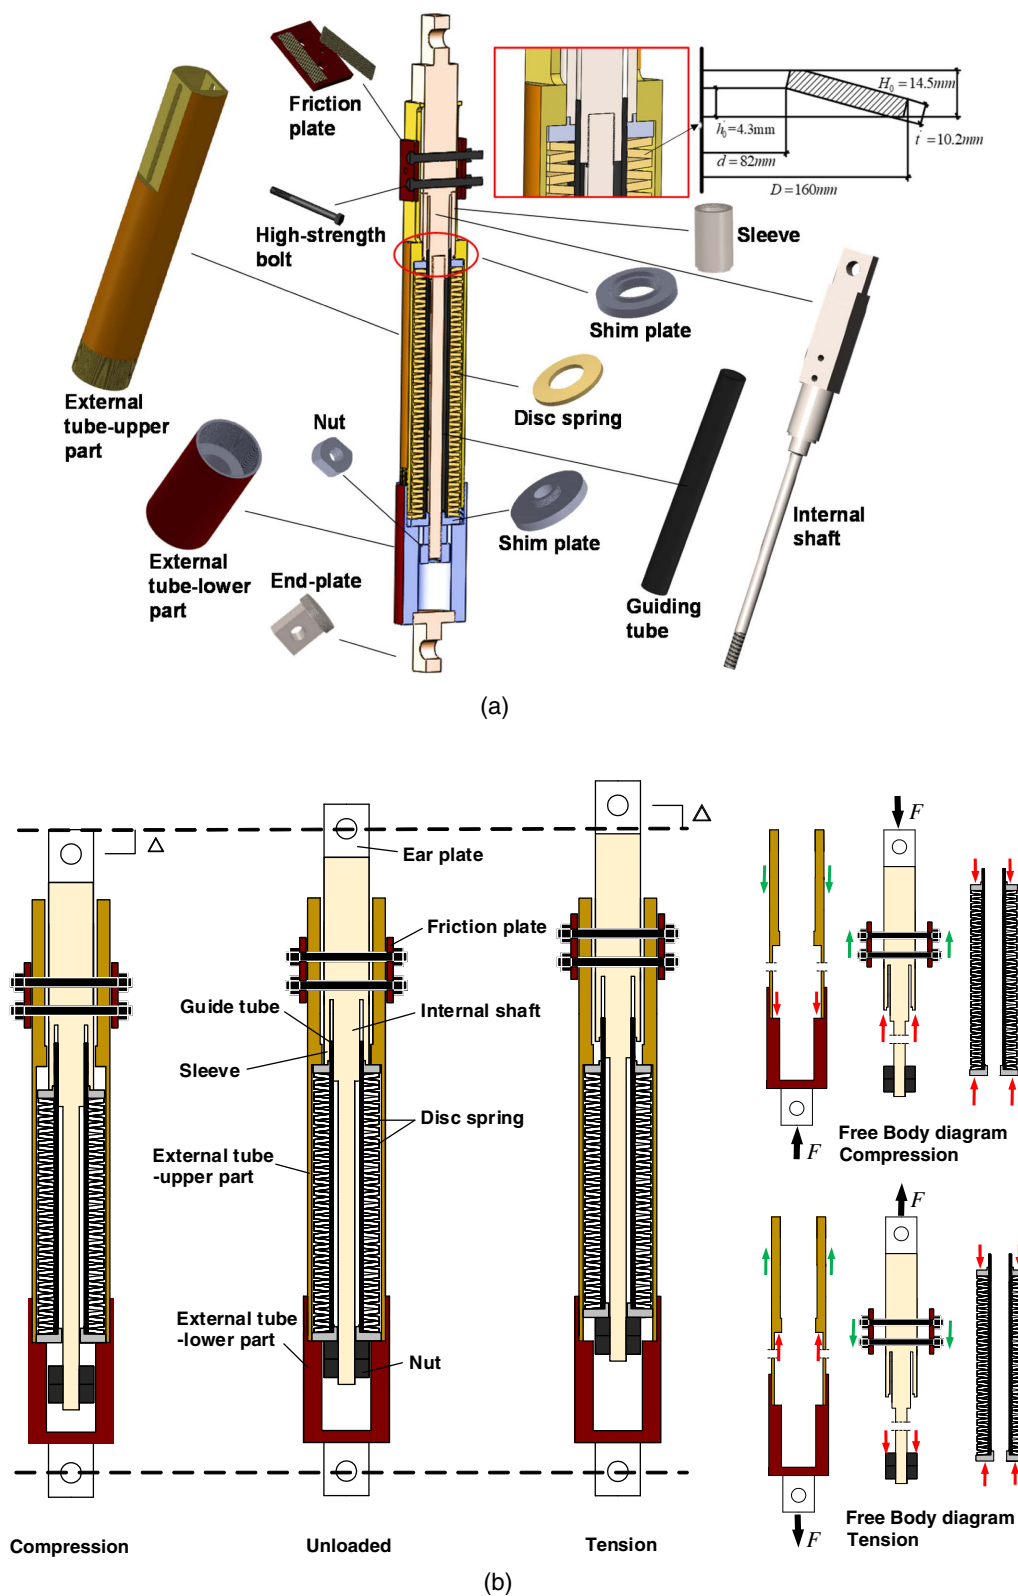 Friction
plate
H₀ = 14.5mm
h₀ = 4.3mm
t' = 10.2mm
d = 82mm
D = 160mm
High-strength
bolt
Sleeve
Shim plate
External
tube-upper
part
Nut
Disc spring
Internal
shaft
External
tube-lower
part
Shim plate
End-plate
Guiding
tube
(a)
Δ
Δ
F
Ear plate
Friction plate
Guide tube
Internal shaft
Sleeve
Disc spring
F
Free Body diagram
Compression
External tube
-upper part
F
External tube
-lower part
Nut
F
Free Body diagram
Tension
Compression
Unloaded
Tension
(b)